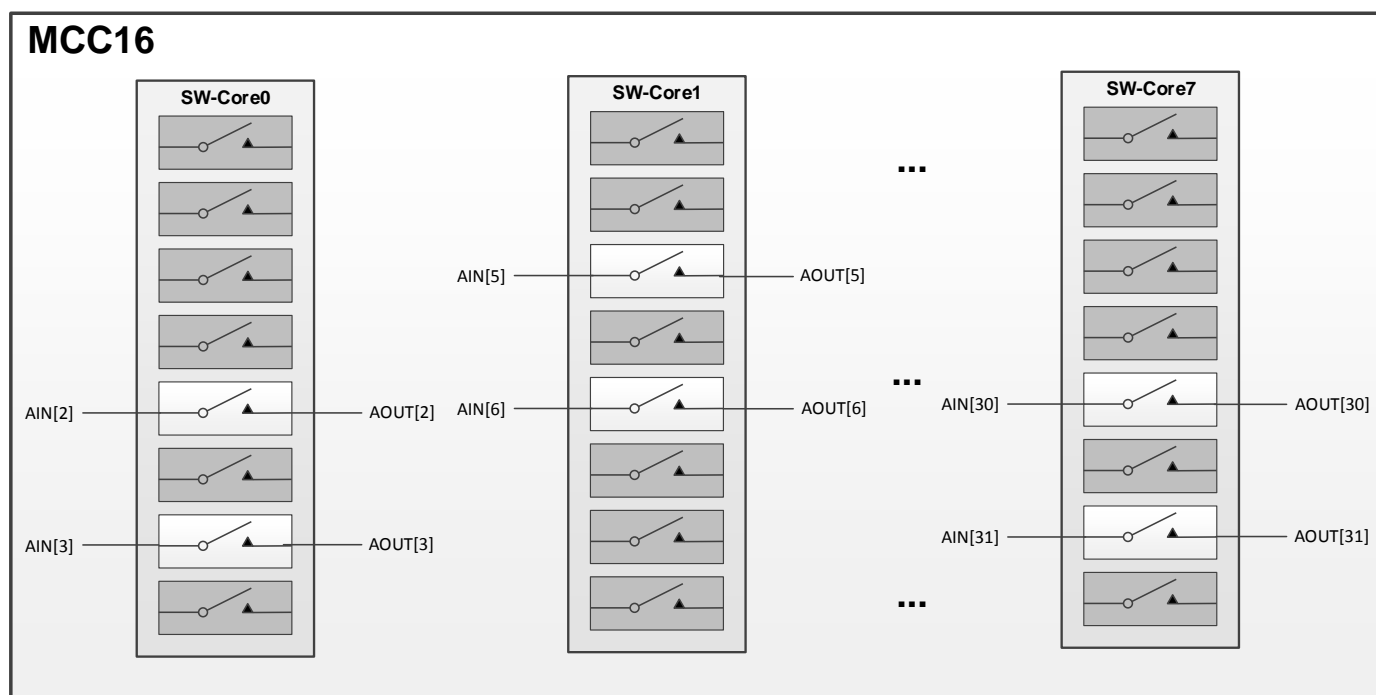 MCC16
SW-Core0
SW-Core1
SW-Core7
...
AIN[5]
AOUT[5]
...
AIN[2]
AOUT[2]
AIN[6]
AOUT[6]
AIN[30]
AOUT[30]
AIN[3]
AOUT[3]
AIN[31]
AOUT[31]
...